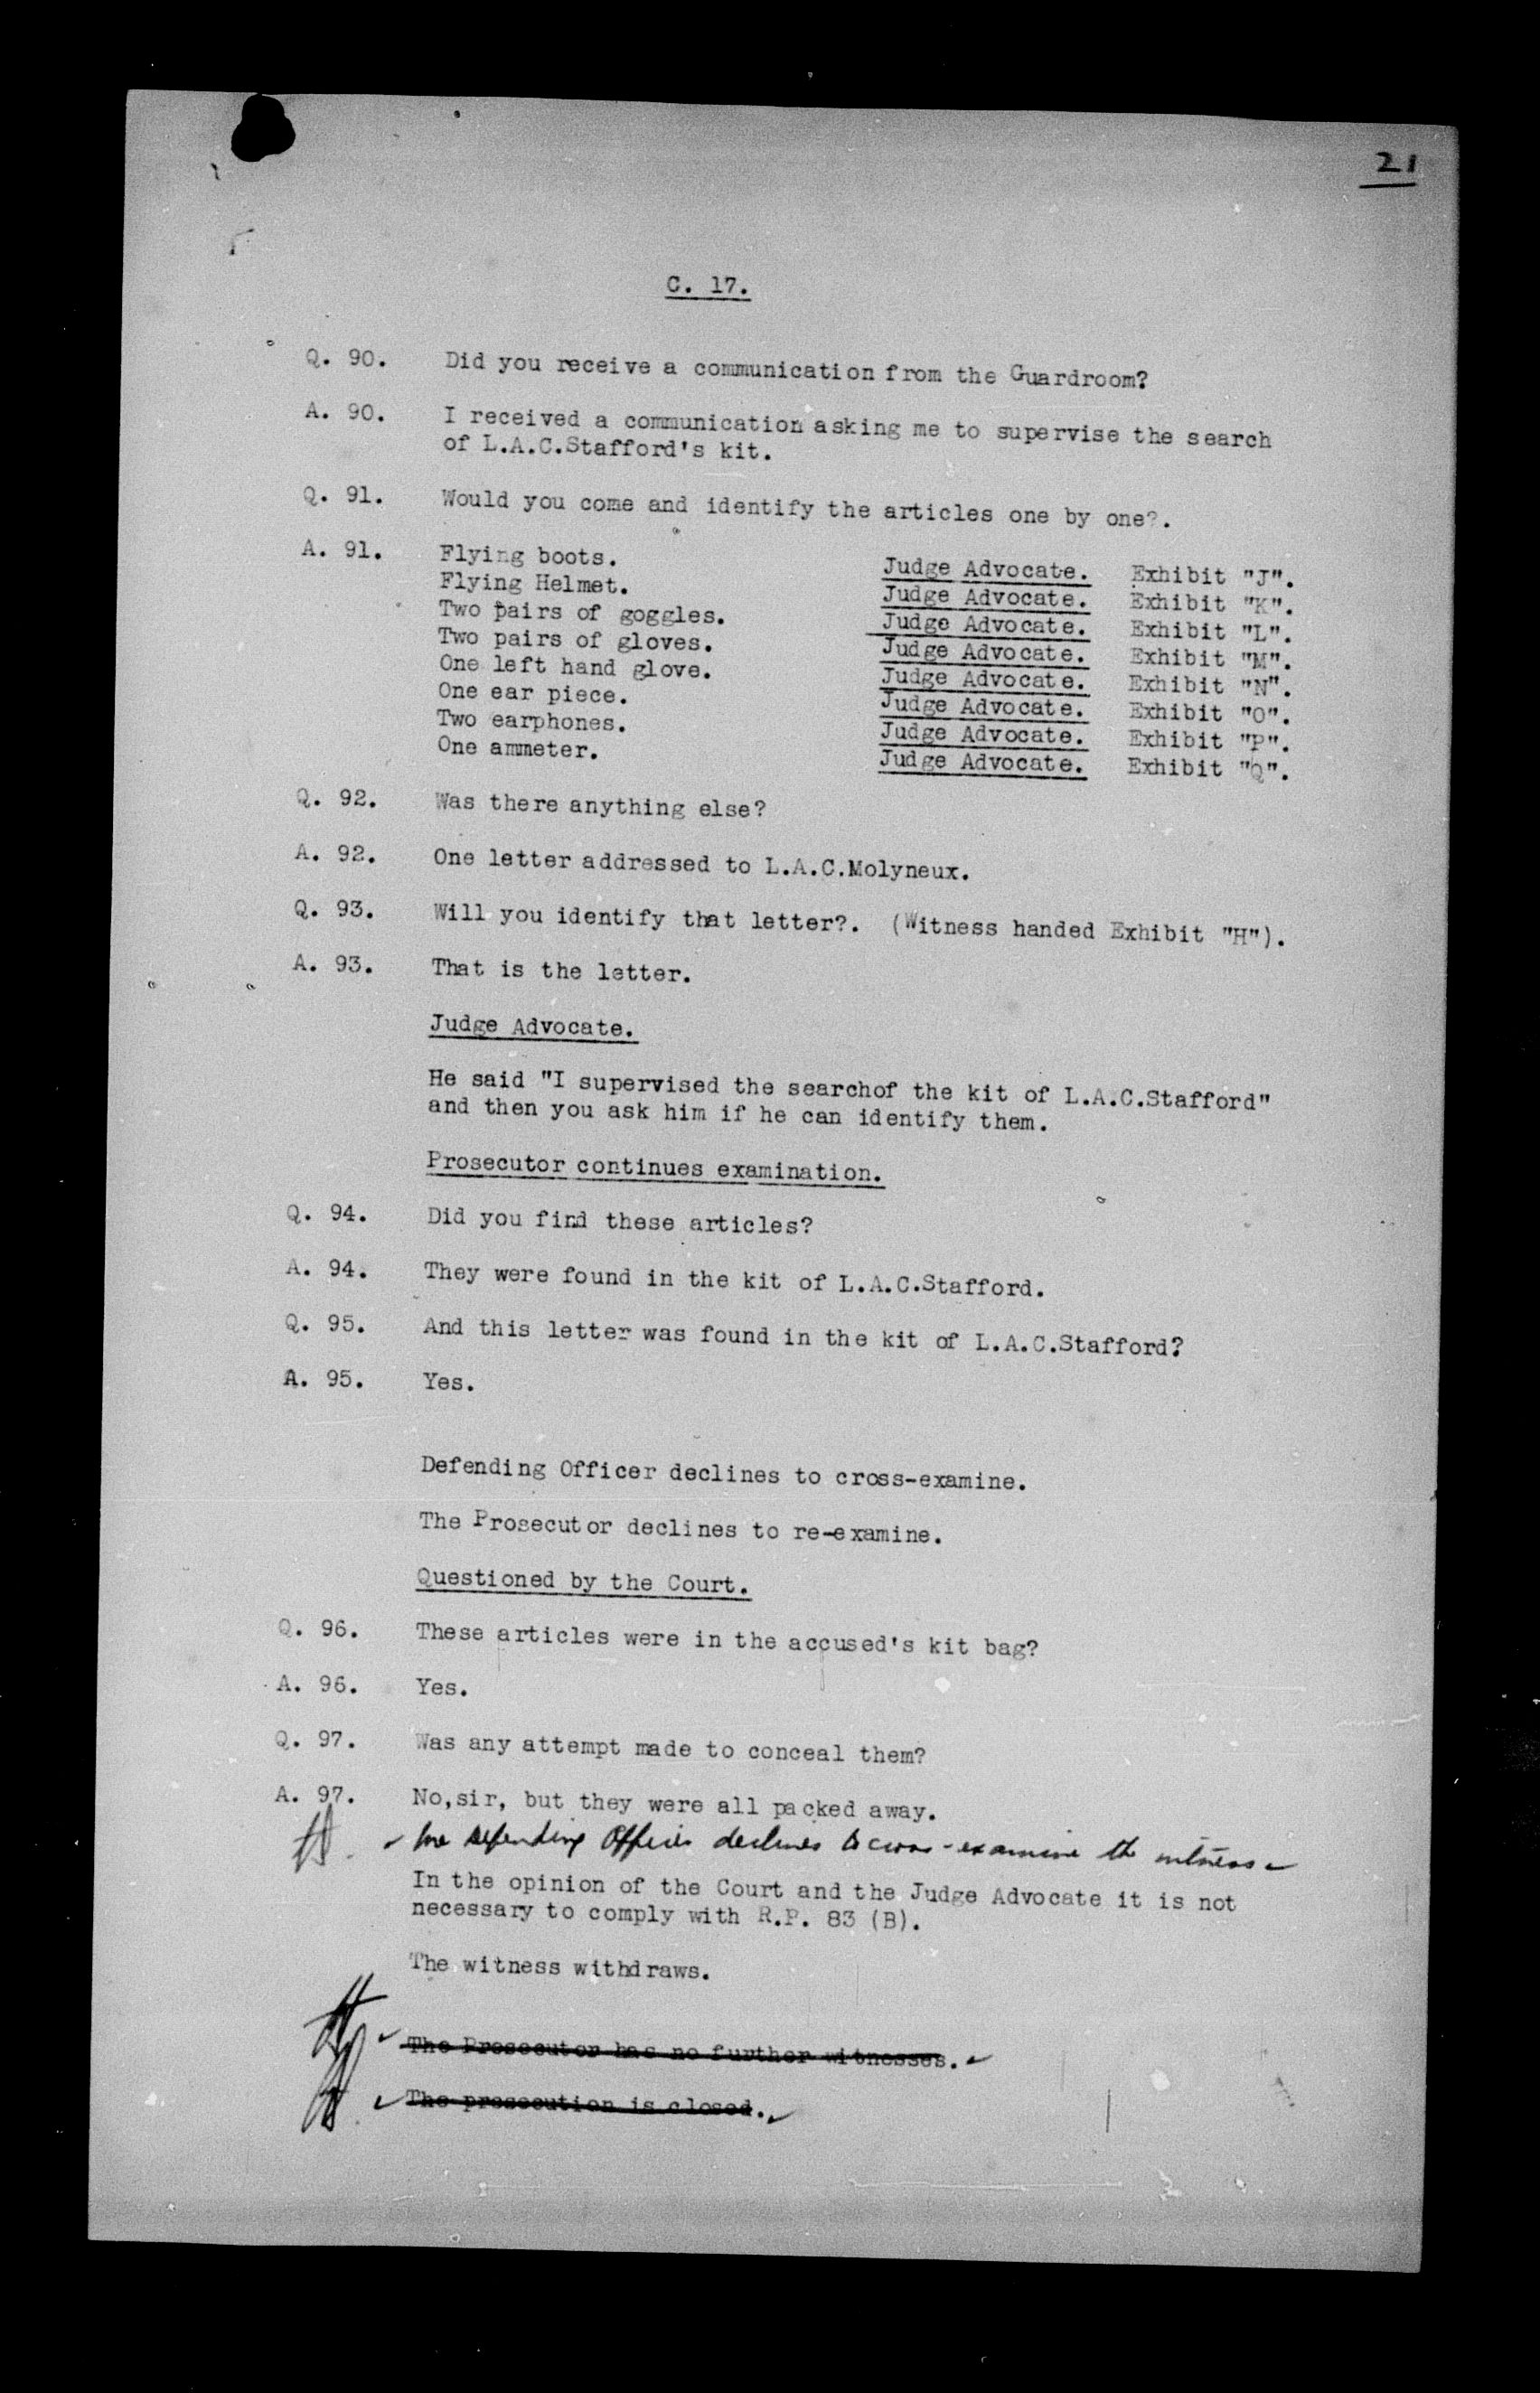 21
C. 17.
Q. 90. Did you receive a communication from the Guardroom?
A. 90. I received a communication asking me to supervise the search
of L.A.C.Stafford's kit.
Q. 91. Would you come and identify the articles one by one?.
A. 91. Flying boots. Judge Advocate. Exhibit "J".
Flying Helmet. Judge Advocate. Exhibit "K".
Two pairs of goggles. Judge Advocate. Exhibit "L".
Two pairs of gloves. Judge Advocate. Exhibit "M".
One left hand glove. Judge Advocate. Exhibit "N".
One ear piece. Judge Advocate. Exhibit "O".
Two earphones. Judge Advocate. Exhibit "P".
One ammeter. Judge Advocate. Exhibit "Q".
Q. 92. Was there anything else?
A. 92. One letter addressed to L.A.C.Molyneux.
Q. 93. Will you identify that letter?. (Witness handed Exhibit "H").
A. 93. That is the letter.
Judge Advocate.
He said "I supervised the searchof the kit of L.A.C.Stafford"
and then you ask him if he can identify them.
Prosecutor continues examination.
Q. 94. Did you find these articles?
A. 94. They were found in the kit of L.A.C.Stafford.
Q. 95. And this letter was found in the kit of L.A.C.Stafford?
A. 95. Yes.
Defending Officer declines to cross-examine.
The Prosecutor declines to re-examine.
Questioned by the Court.
Q. 96. These articles were in the accused's kit bag?
A. 96. Yes.
Q. 97. Was any attempt made to conceal them?
A. 97. No,sir, but they were all packed away.
The Defending Officer declines to cross-examine the witness
In the opinion of the Court and the Judge Advocate it is not
necessary to comply with R.P. 83 (B).
The witness withdraws.
The Prosecutor has no further witnesses.
The prosecution is closed.